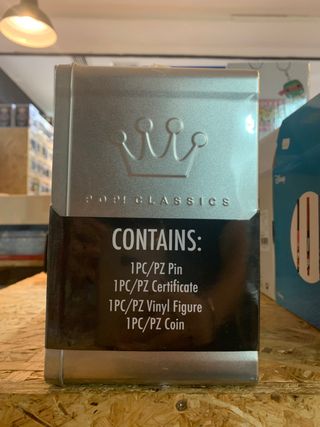 POP! CLASSICS
CONTAINS:
1PC/PZ Pin
1PC/PZ Certificate
1PC/PZ Vinyl Figure
1PC/PZ Coin